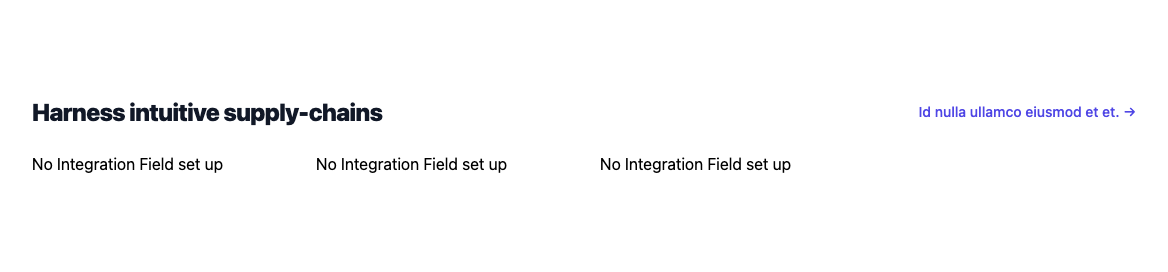 Harness intuitive supply-chains
Id nulla ullamco eiusmod et et. →
No Integration Field set up
No Integration Field set up
No Integration Field set up